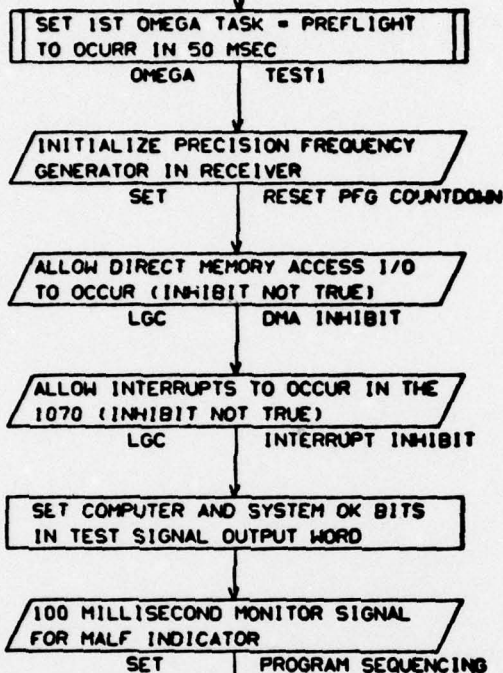 SET 1ST OMEGA TASK = PREFLIGHT
TO OCURR IN 50 MSEC
OMEGA TEST1
INITIALIZE PRECISION FREQUENCY
GENERATOR IN RECEIVER
SET RESET PFG COUNTDOWN
ALLOW DIRECT MEMORY ACCESS I/O
TO OCCUR (INHIBIT NOT TRUE)
LGC DMA INHIBIT
ALLOW INTERRUPTS TO OCCUR IN THE
1070 (INHIBIT NOT TRUE)
LGC INTERRUPT INHIBIT
SET COMPUTER AND SYSTEM OK BITS
IN TEST SIGNAL OUTPUT WORD
100 MILLISECOND MONITOR SIGNAL
FOR MALF INDICATOR
SET PROGRAM SEQUENCING